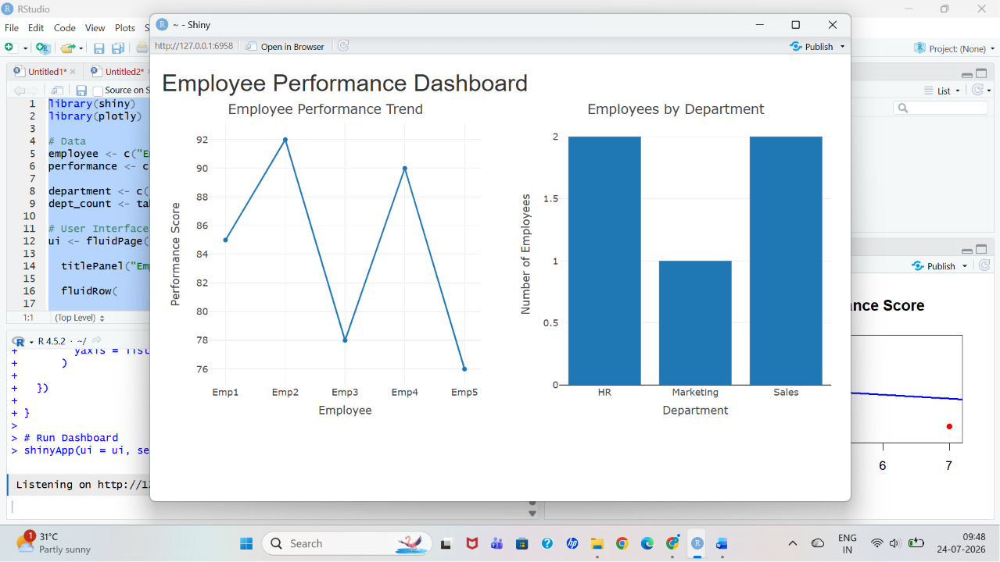 RStudio
File Edit Code View Plots
~ - Shiny
http://127.0.0.1:6958 Open in Browser Publish
Project: (None)
Untitled1* Untitled2*
Source on S
List
1 library(shiny)
2 library(plotly)
3
4 # Data
5 employee <- c("E
6 performance <- c
7
8 department <- c(
9 dept_count <- ta
10
11 # User Interface
12 ui <- fluidPage(
13
14 titlePanel("Em
15
16 fluidRow(
17
1:1 (Top Level)
R 4.5.2 · ~/
+ yaxis = list
+ )
+
+ })
+
+ }
>
> # Run Dashboard
> shinyApp(ui = ui, se
Listening on http://12
Employee Performance Dashboard
Employee Performance Trend
92
90
88
86
84
82
80
78
76
Performance Score
Emp1 Emp2 Emp3 Emp4 Emp5
Employee
Employees by Department
2
1.5
1
0.5
0
Number of Employees
HR Marketing Sales
Department
Publish
nce Score
6 7
1
31°C
Partly sunny
Search
ENG
IN
09:48
24-07-2026